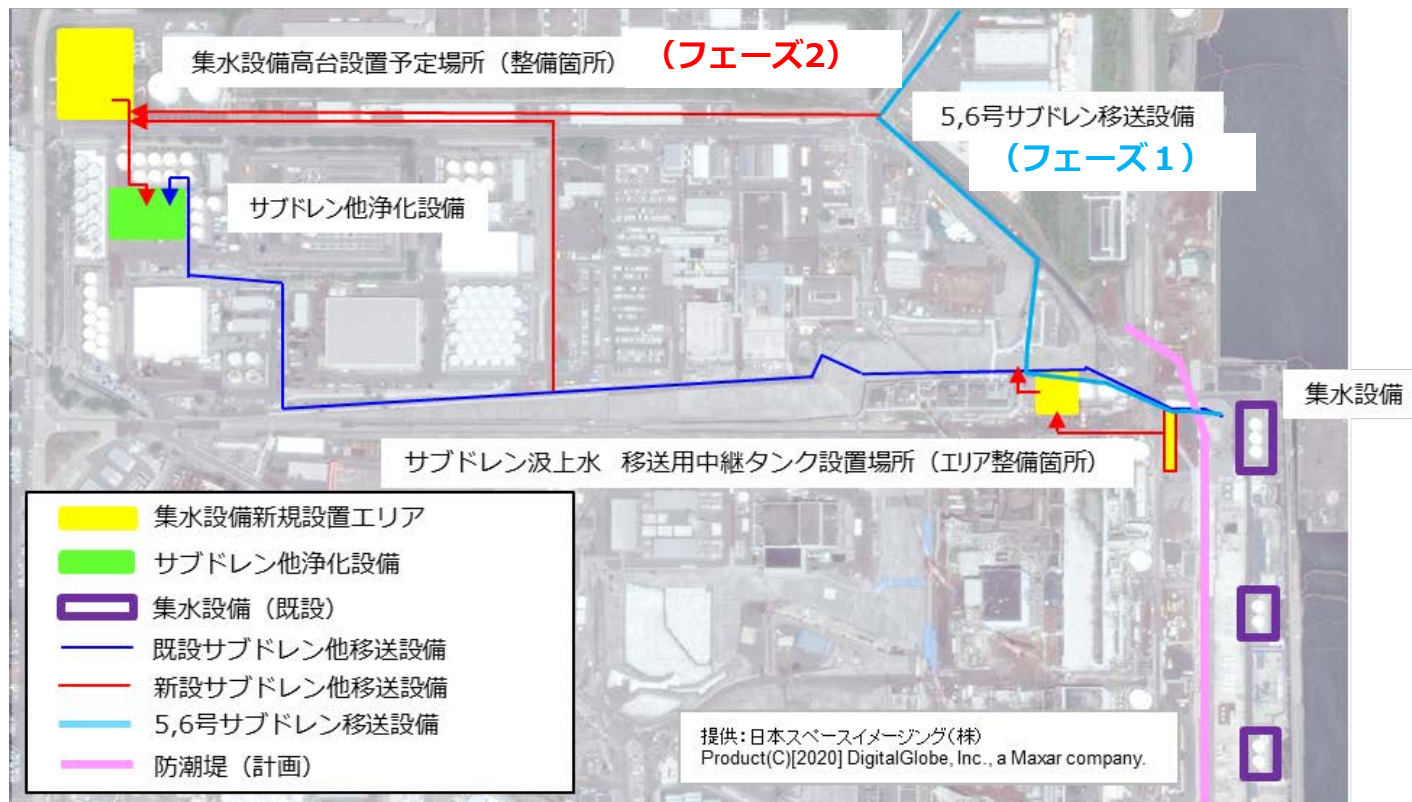 集水設備高台設置予定場所（整備箇所）
（フェーズ2）
5,6号サブドレン移送設備
（フェーズ１）
サブドレン他浄化設備
集水設備
サブドレン汲上水 移送用中継タンク設置場所（エリア整備箇所）
集水設備新規設置エリア
サブドレン他浄化設備
集水設備（既設）
既設サブドレン他移送設備
新設サブドレン他移送設備
5,6号サブドレン移送設備
防潮堤（計画）
提供：日本スペースイメージング（株）
Product(C)[2020] DigitalGlobe, Inc., a Maxar company.